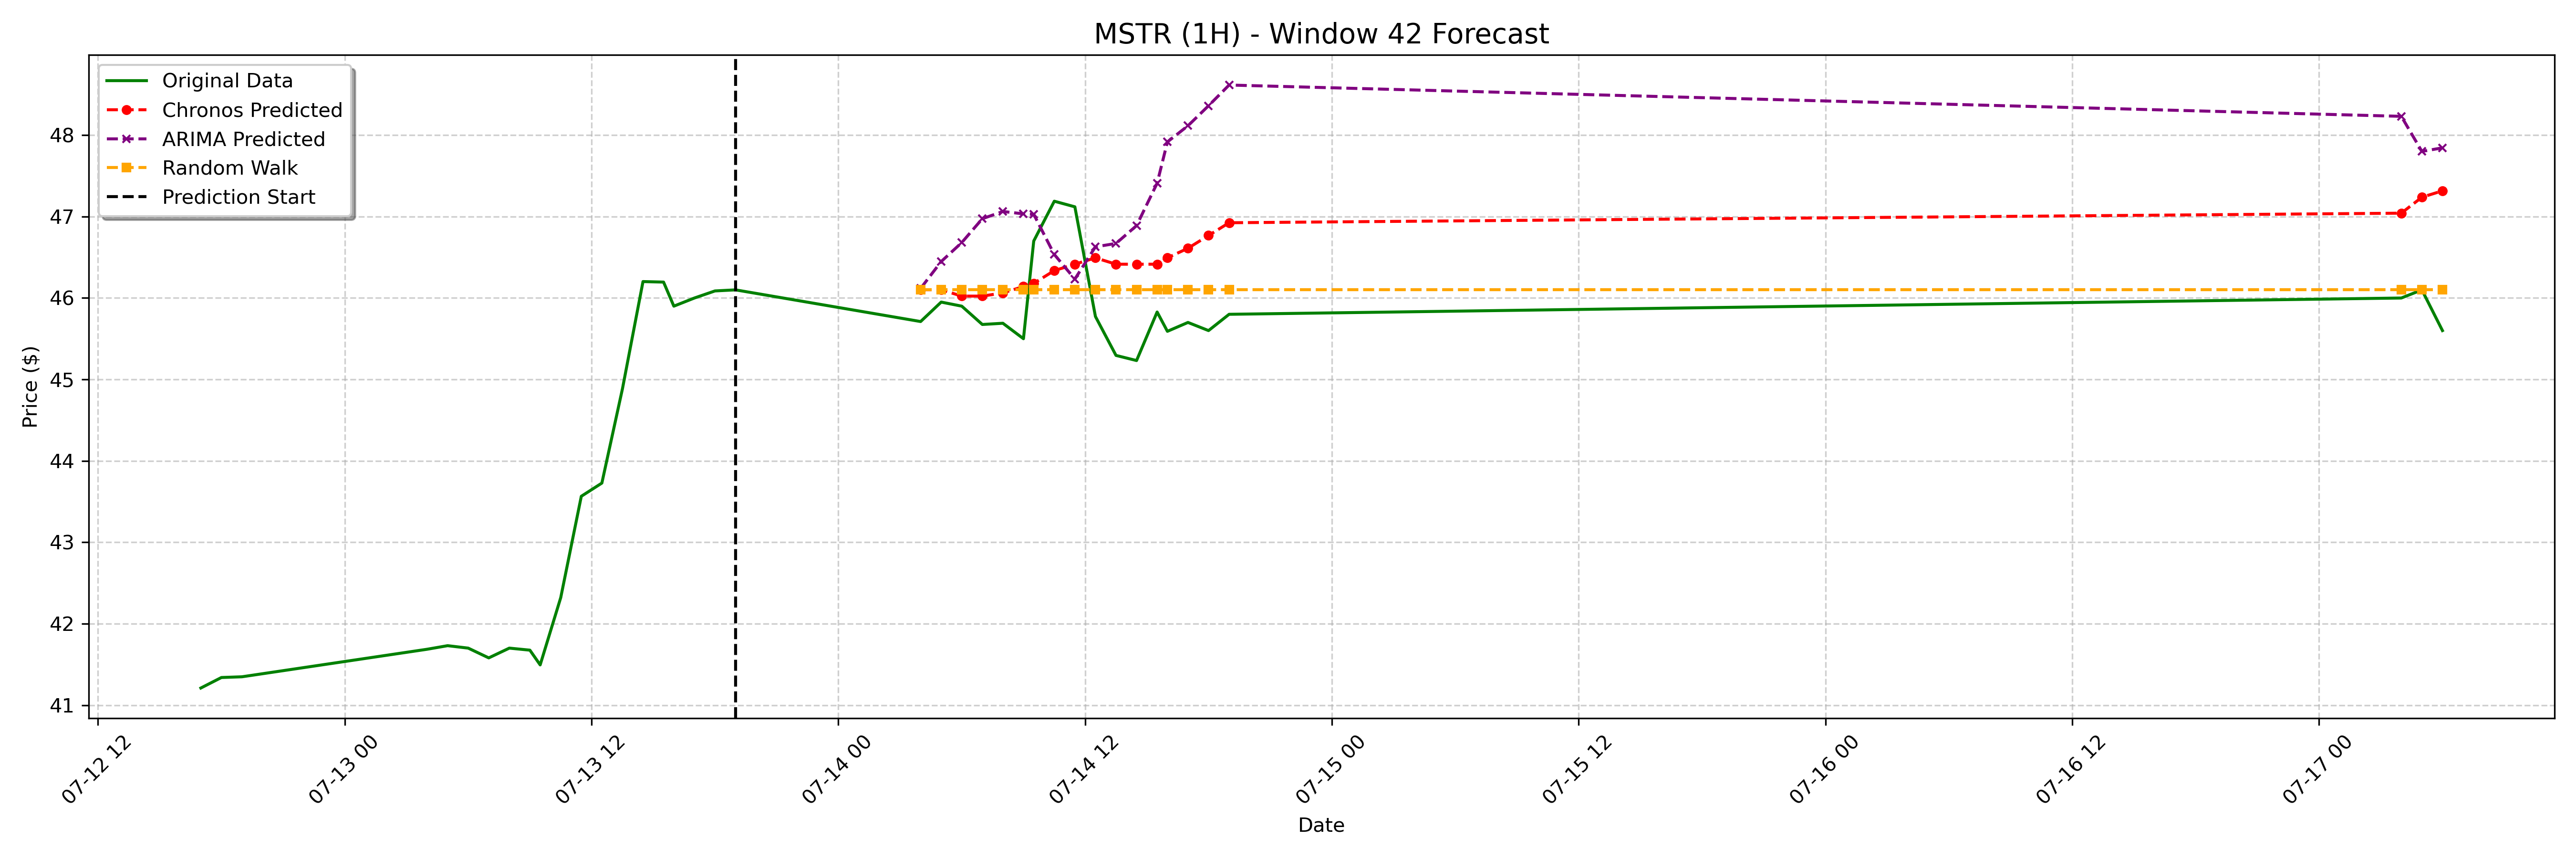 MSTR (1H) - Window 42 Forecast
Original Data
Chronos Predicted
ARIMA Predicted
Random Walk
Prediction Start
Price ($)
48
47
46
45
44
43
42
41
07-12 12
07-13 00
07-13 12
07-14 00
07-14 12
07-15 00
07-15 12
07-16 00
07-16 12
07-17 00
Date